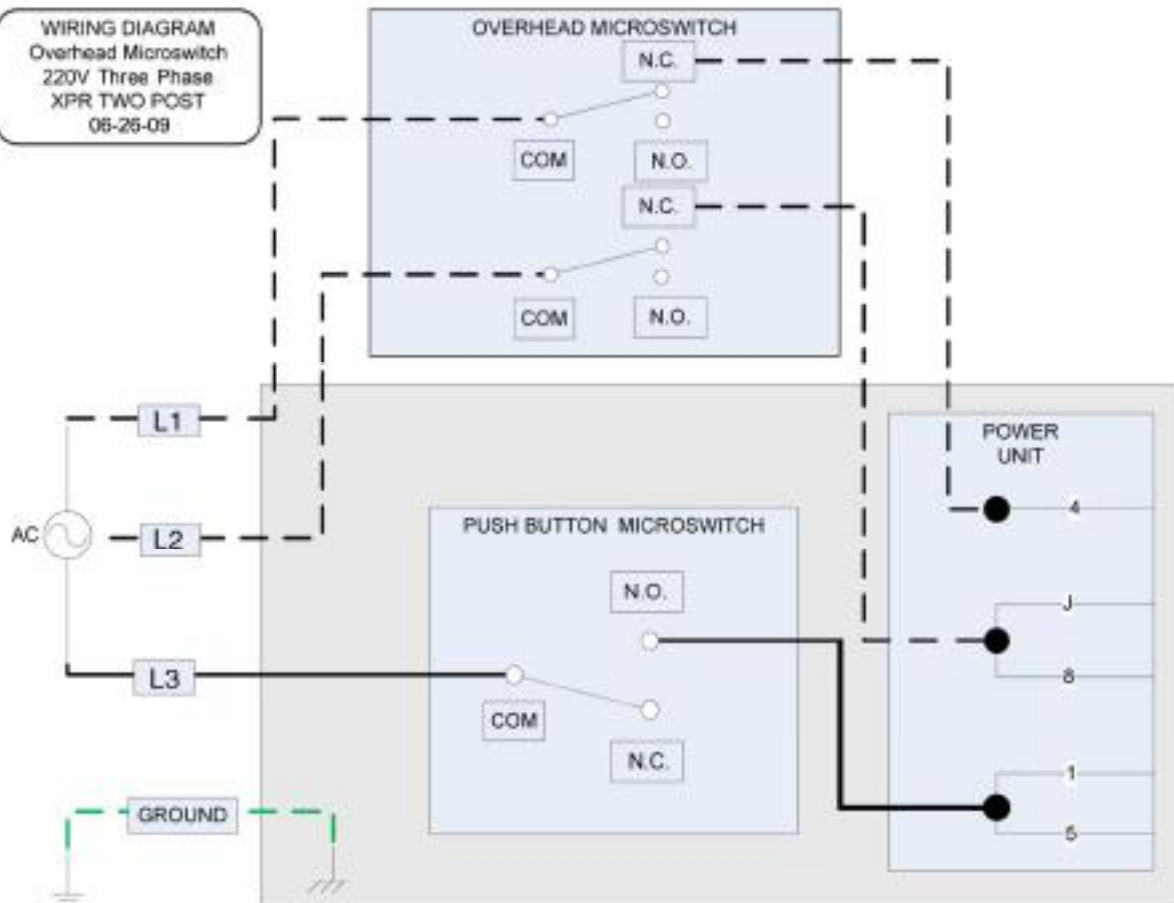 WIRING DIAGRAM
Overhead Microswitch
220V Three Phase
XPR TWO POST
06-26-09
OVERHEAD MICROSWITCH
N.C.
COM
N.O.
N.C.
COM
N.O.
L1
POWER
UNIT
4
PUSH BUTTON MICROSWITCH
AC
L2
N.O.
J
8
L3
COM
N.C.
1
GROUND
5